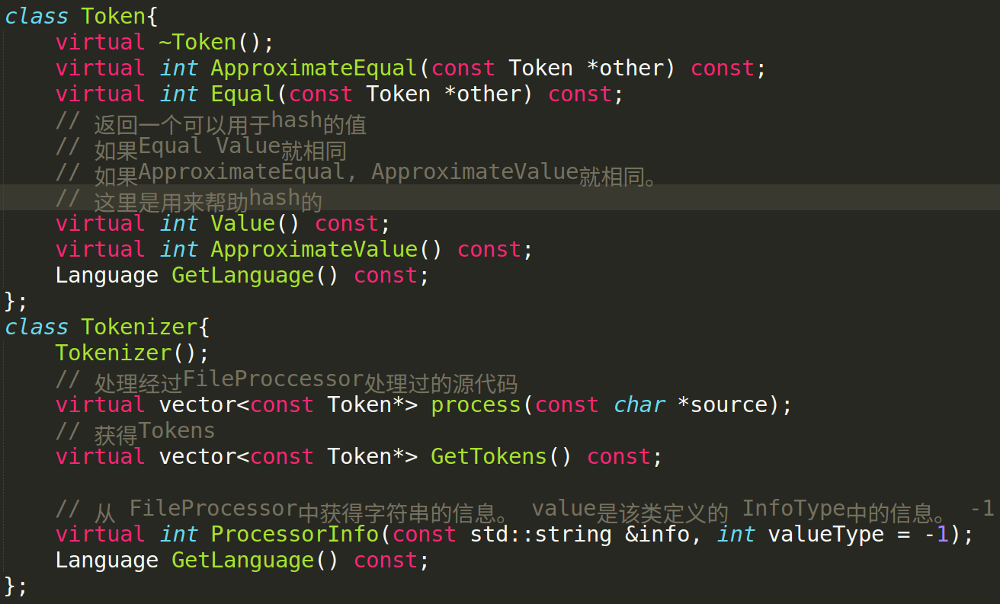 class Token{
    virtual ~Token();
    virtual int ApproximateEqual(const Token *other) const;
    virtual int Equal(const Token *other) const;
    // 返回一个可以用于hash的值
    // 如果Equal Value就相同
    // 如果ApproximateEqual, ApproximateValue就相同。
    // 这里是用来帮助hash的
    virtual int Value() const;
    virtual int ApproximateValue() const;
    Language GetLanguage() const;
};
class Tokenizer{
    Tokenizer();
    // 处理经过FileProccessor处理过的源代码
    virtual vector<const Token*> process(const char *source);
    // 获得Tokens
    virtual vector<const Token*> GetTokens() const;
    // 从 FileProcessor中获得字符串的信息。 value是该类定义的 InfoType中的信息。 -1
    virtual int ProcessorInfo(const std::string &info, int valueType = -1);
    Language GetLanguage() const;
};